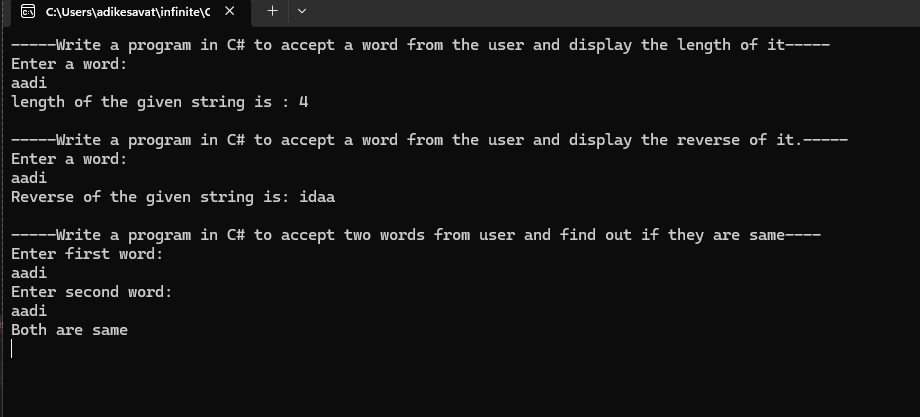 C:\Users\adikesavat\infinite\C
-----Write a program in C# to accept a word from the user and display the length of it-----
Enter a word:
aadi
length of the given string is : 4
-----Write a program in C# to accept a word from the user and display the reverse of it.-----
Enter a word:
aadi
Reverse of the given string is: idaa
-----Write a program in C# to accept two words from user and find out if they are same----
Enter first word:
aadi
Enter second word:
aadi
Both are same